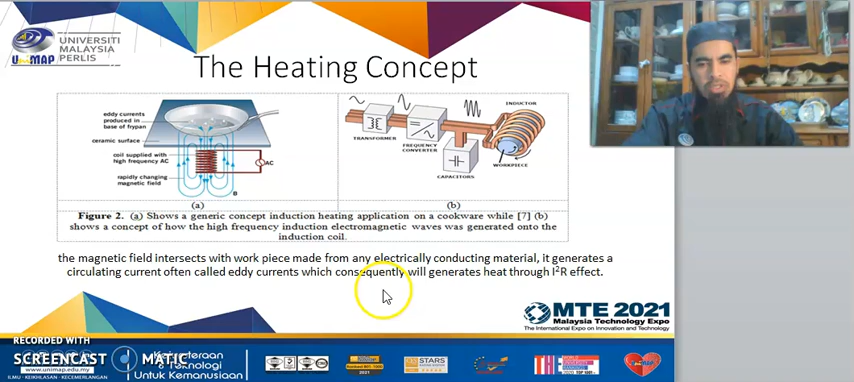 UNIVERSITI
MALAYSIA
PERLIS
UniMAP
The Heating Concept
eddy currents
produced in
base of frypan
ceramic surface
coil supplied with
high frequency AC
rapidly changing
magnetic field
AC
B
(a)
TRANSFORMER
FREQUENCY
CONVERTER
CAPACITORS
INDUCTOR
WORKPIECE
(b)
Figure 2. (a) Shows a generic concept induction heating application on a cookware while [7] (b)
shows a concept of how the high frequency induction electromagnetic waves was generated onto the
induction coil.
the magnetic field intersects with work piece made from any electrically conducting material, it generates a
circulating current often called eddy currents which consequently will generates heat through I²R effect.
MTE 2021
Malaysia Technology Expo
The International Expo on Innovation and Technology
RECORDED WITH
SCREENCAST MATIC
www.unimap.edu.my
ILMU · KEIKHLASAN · KECEMERLANGAN
Teknologi
Untuk Kemanusiaan
STARS